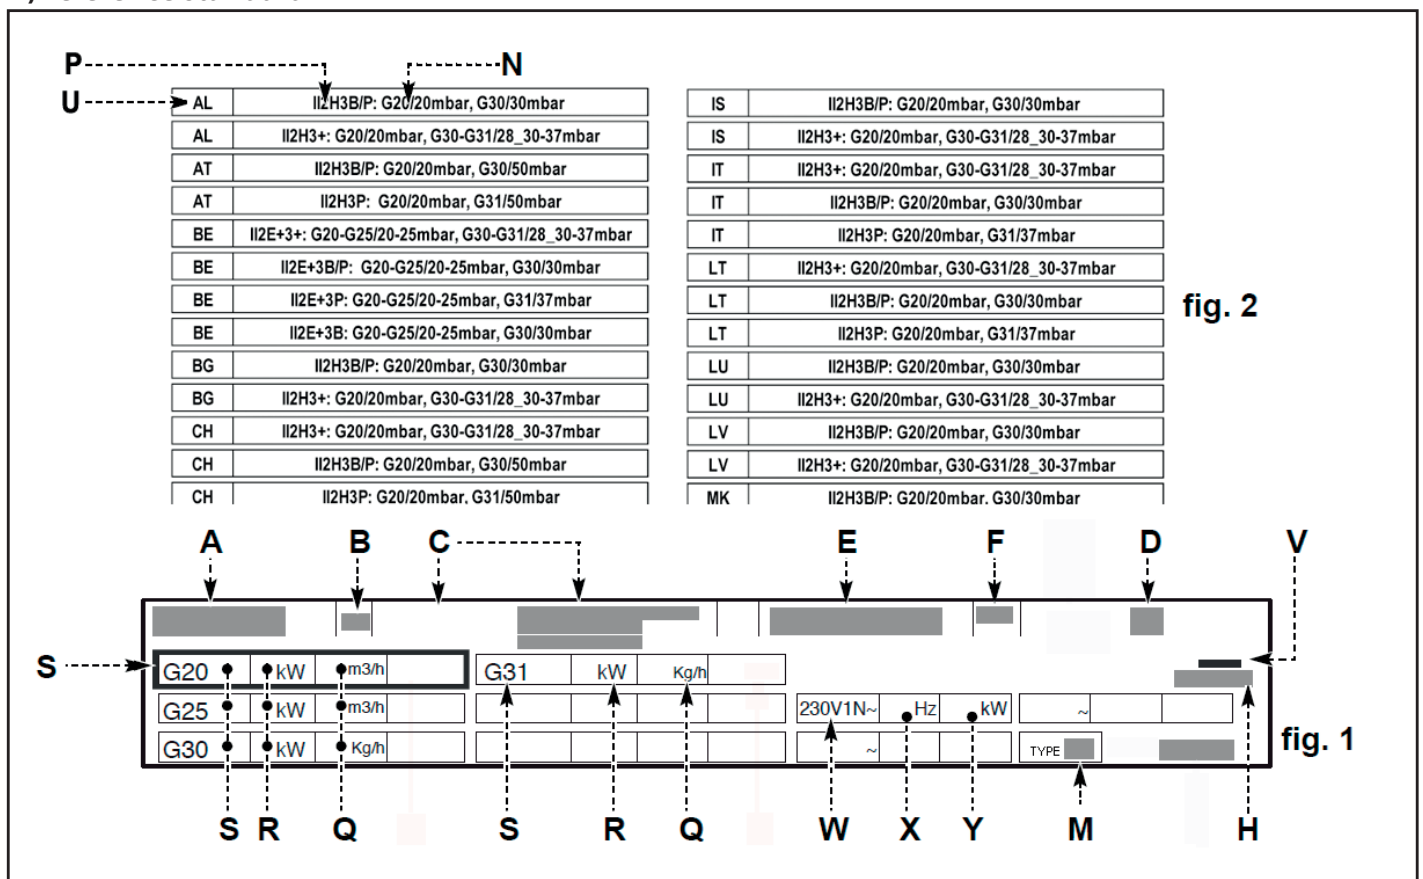 P N
U
AL II2H3B/P: G20/20mbar, G30/30mbar
AL II2H3+: G20/20mbar, G30-G31/28_30-37mbar
AT II2H3B/P: G20/20mbar, G30/50mbar
AT II2H3P: G20/20mbar, G31/50mbar
BE II2E+3+: G20-G25/20-25mbar, G30-G31/28_30-37mbar
BE II2E+3B/P: G20-G25/20-25mbar, G30/30mbar
BE II2E+3P: G20-G25/20-25mbar, G31/37mbar
BE II2E+3B: G20-G25/20-25mbar, G30/30mbar
BG II2H3B/P: G20/20mbar, G30/30mbar
BG II2H3+: G20/20mbar, G30-G31/28_30-37mbar
CH II2H3+: G20/20mbar, G30-G31/28_30-37mbar
CH II2H3B/P: G20/20mbar, G30/50mbar
CH II2H3P: G20/20mbar, G31/50mbar
IS II2H3B/P: G20/20mbar, G30/30mbar
IS II2H3+: G20/20mbar, G30-G31/28_30-37mbar
IT II2H3+: G20/20mbar, G30-G31/28_30-37mbar
IT II2H3B/P: G20/20mbar, G30/30mbar
IT II2H3P: G20/20mbar, G31/37mbar
LT II2H3+: G20/20mbar, G30-G31/28_30-37mbar
LT II2H3B/P: G20/20mbar, G30/30mbar
LT II2H3P: G20/20mbar, G31/37mbar
LU II2H3B/P: G20/20mbar, G30/30mbar
LU II2H3+: G20/20mbar, G30-G31/28_30-37mbar
LV II2H3B/P: G20/20mbar, G30/30mbar
LV II2H3+: G20/20mbar, G30-G31/28_30-37mbar
MK II2H3B/P: G20/20mbar, G30/30mbar
fig. 2
A B C E F D V
S G20 kW m3/h G31 kW Kg/h
G25 kW m3/h 230V1N~ Hz kW ~
G30 kW Kg/h ~ TYPE
fig. 1
S R Q S R Q W X Y M H